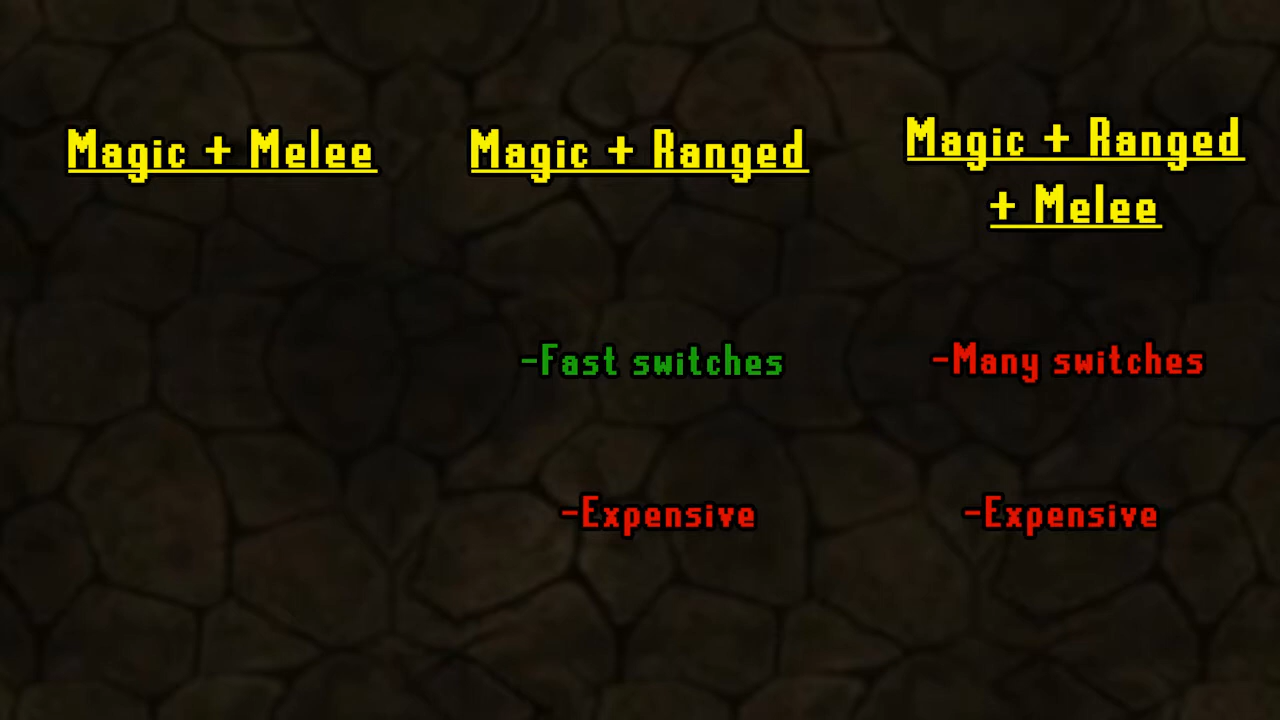 Magic + Melee
Magic + Ranged
Magic + Ranged
+ Melee
-Fast switches
-Many switches
-Expensive
-Expensive